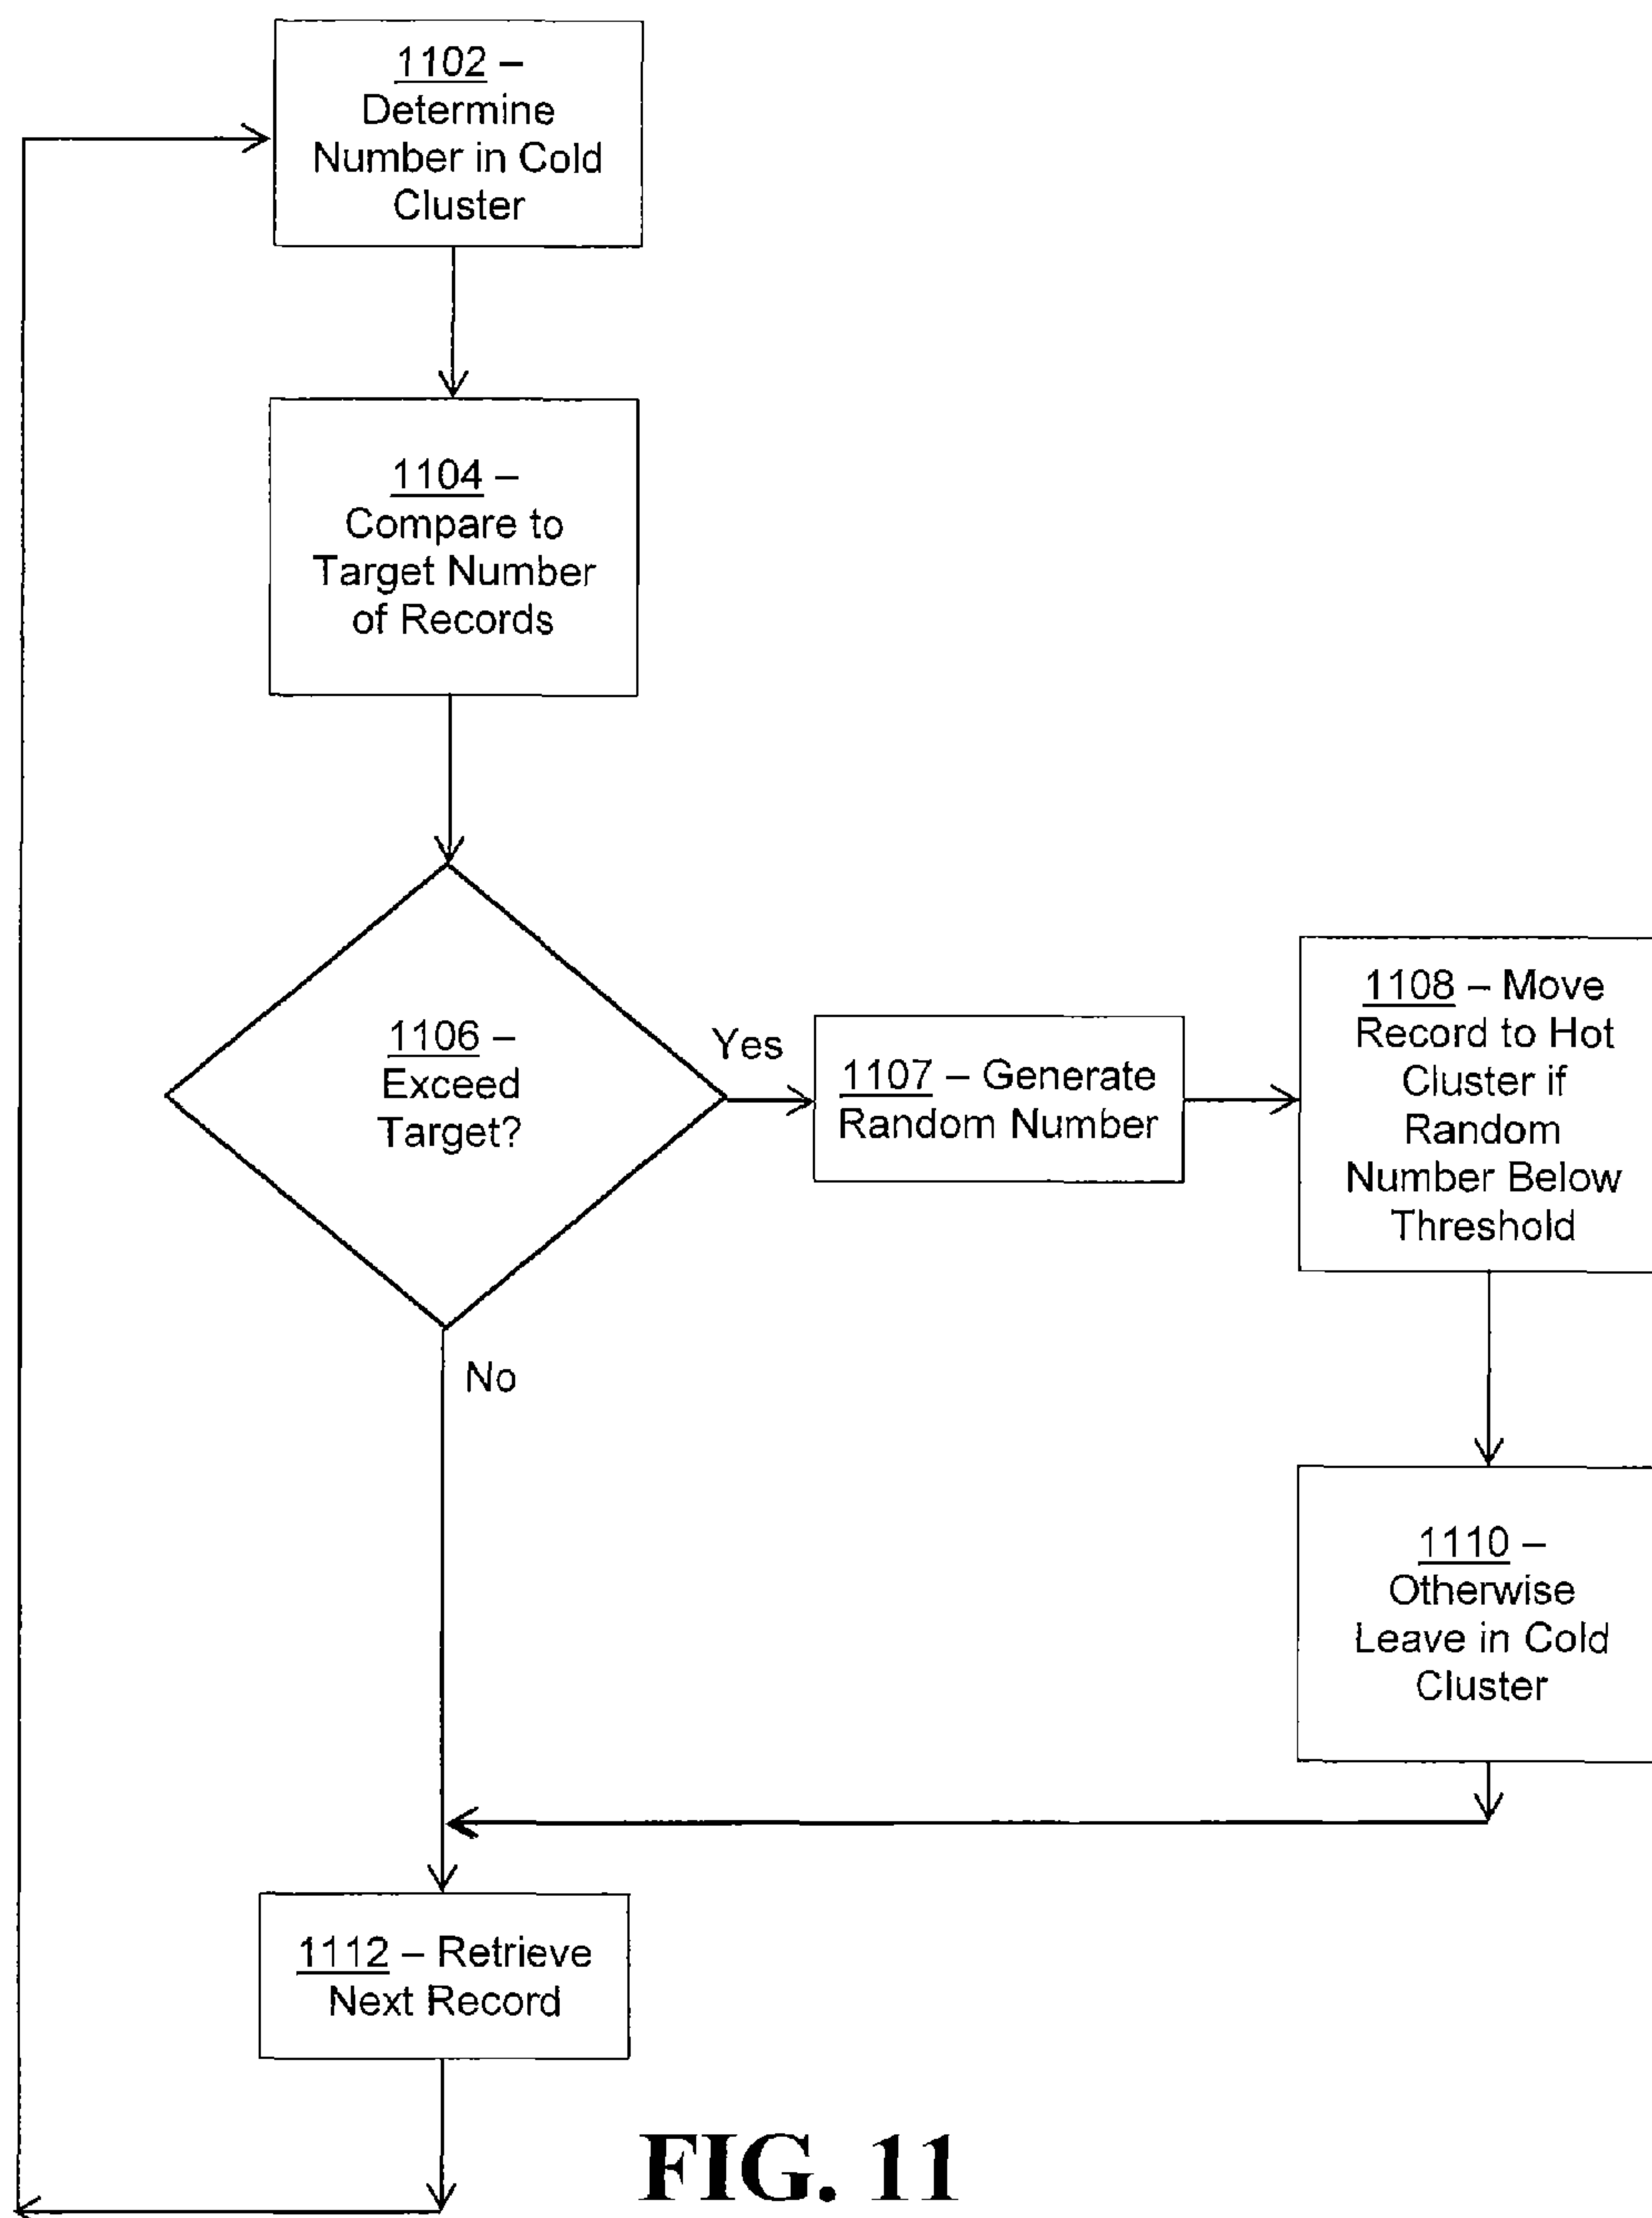 1102 –
Determine
Number in Cold
Cluster
1104 –
Compare to
Target Number
of Records
1106 –
Exceed
Target?
Yes
1107 – Generate
Random Number
1108 – Move
Record to Hot
Cluster if
Random
Number Below
Threshold
No
1110 –
Otherwise
Leave in Cold
Cluster
1112 – Retrieve
Next Record
FIG. 11